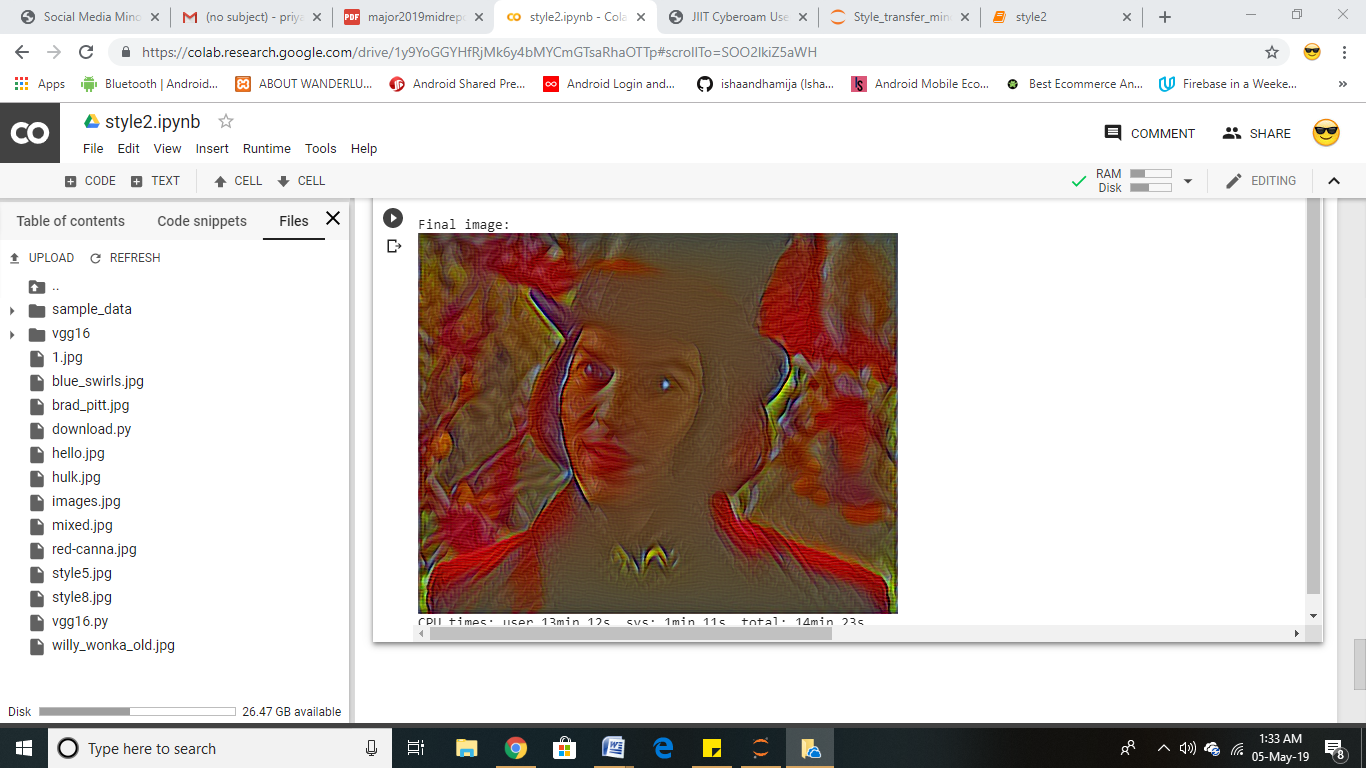 Social Media Mino
(no subject) - priya
PDF major2019midrepo
style2.ipynb - Cola
JIIT Cyberoam Use
Style_transfer_min
style2
https://colab.research.google.com/drive/1y9YoGGYHfRjMk6y4bMYCmGTsaRhaOTTp#scrollTo=SOO2IkiZ5aWH
Apps
Bluetooth | Android...
ABOUT WANDERLU...
Android Shared Pre...
Android Login and...
ishaandhamija (Isha...
Android Mobile Eco...
Best Ecommerce An...
Firebase in a Weeke...
»
CO
style2.ipynb
File Edit View Insert Runtime Tools Help
COMMENT
SHARE
CODE
TEXT
CELL
CELL
RAM
Disk
EDITING
Table of contents
Code snippets
Files
UPLOAD
REFRESH
..
sample_data
vgg16
1.jpg
blue_swirls.jpg
brad_pitt.jpg
download.py
hello.jpg
hulk.jpg
images.jpg
mixed.jpg
red-canna.jpg
style5.jpg
style8.jpg
vgg16.py
willy_wonka_old.jpg
Disk
26.47 GB available
Final image:
CPU times: user 13min 12s, sys: 1min 11s, total: 14min 23s
Type here to search
1:33 AM
05-May-19
8